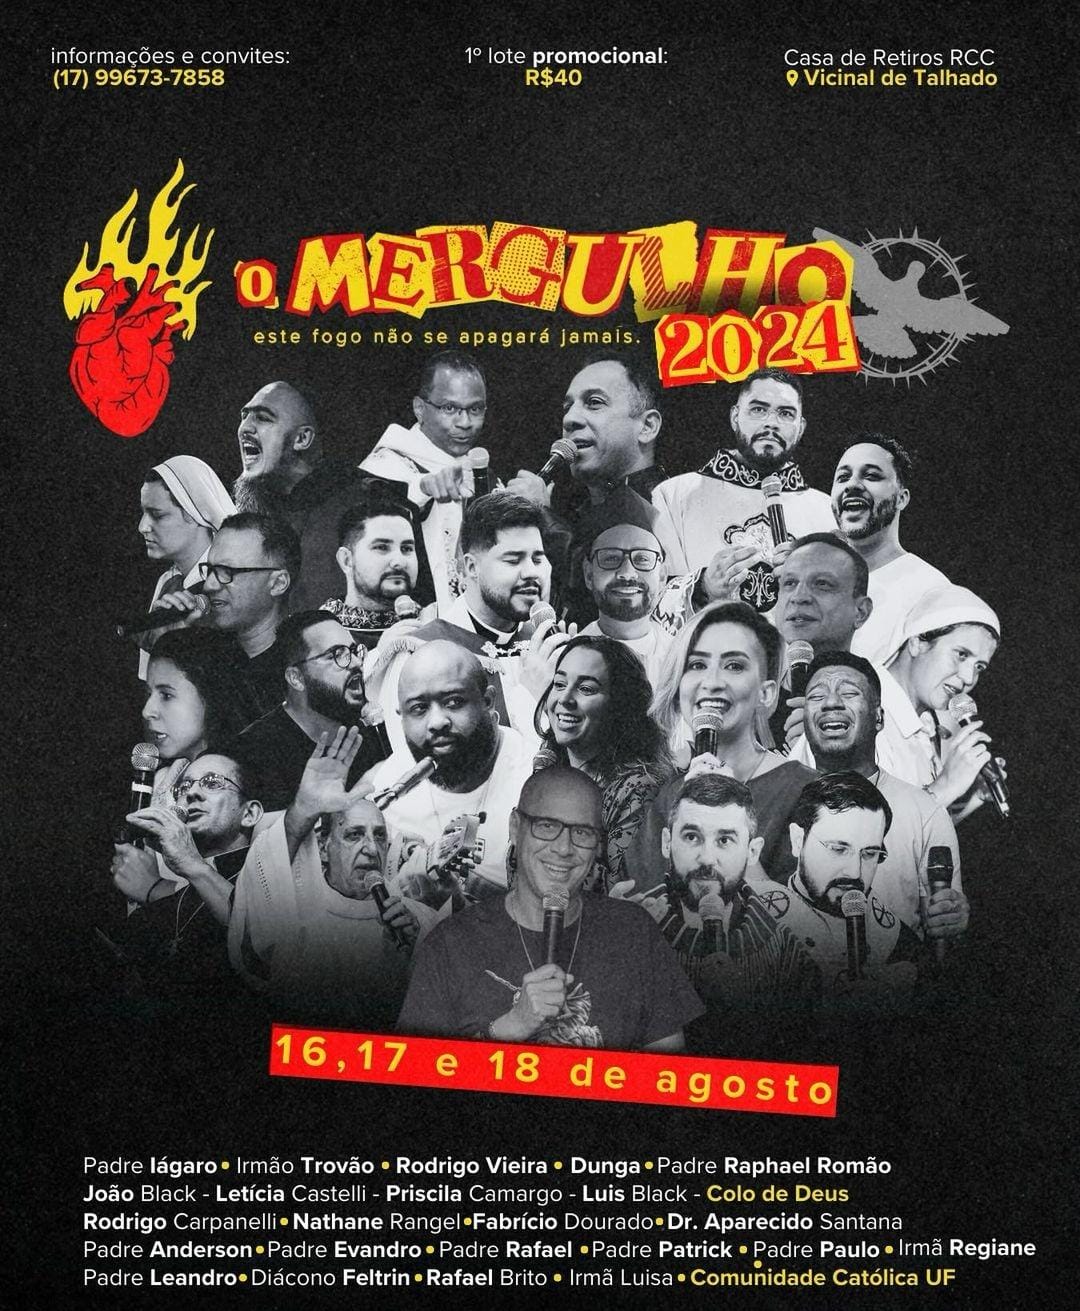 informações e convites:
(17) 99673-7858
1º lote promocional:
R$40
Casa de Retiros RCC
Vicinal de Talhado
O MERGULHO
2024
este fogo não se apagará jamais.
16,17 e 18 de agosto
Padre Iágaro • Irmão Trovão • Rodrigo Vieira • Dunga • Padre Raphael Romão
João Black - Letícia Castelli - Priscila Camargo - Luis Black - Colo de Deus
Rodrigo Carpanelli • Nathane Rangel • Fabrício Dourado • Dr. Aparecido Santana
Padre Anderson • Padre Evandro • Padre Rafael • Padre Patrick • Padre Paulo • Irmã Regiane
Padre Leandro • Diácono Feltrin • Rafael Brito • Irmã Luisa • Comunidade Católica UF